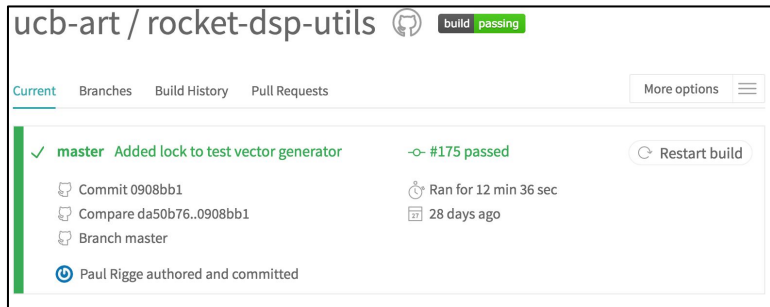 ucb-art / rocket-dsp-utils build passing
Current Branches Build History Pull Requests More options
master Added lock to test vector generator
#175 passed
Restart build
Commit 0908bb1
Ran for 12 min 36 sec
Compare da50b76..0908bb1
27
28 days ago
Branch master
Paul Rigge authored and committed